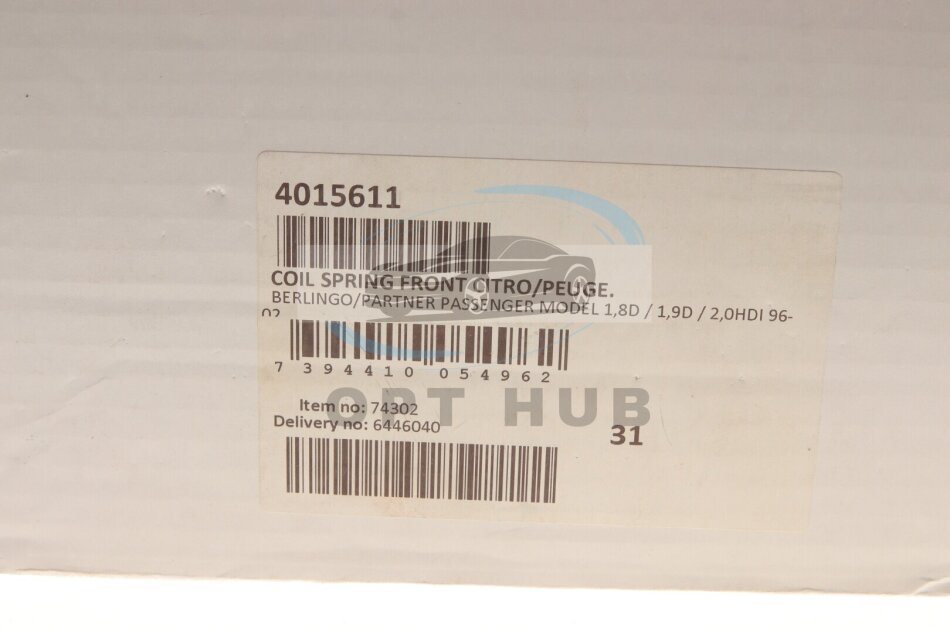 4015611
COIL SPRING FRONT CITRO/PEUGE.
BERLINGO/PARTNER PASSENGER MODEL 1,8D / 1,9D / 2,0HDI 96-
02
7 394410 054962
OPT HUB
Item no: 74302
Delivery no: 6446040
31